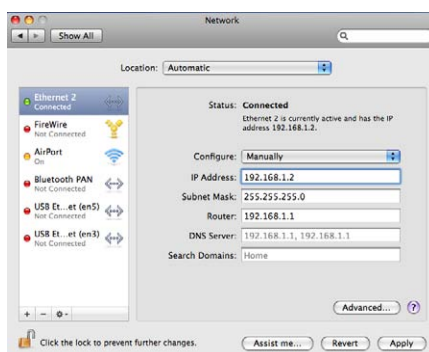 Network
Show All
Location: Automatic
Ethernet 2
Connected
FireWire
Not Connected
AirPort
On
Bluetooth PAN
Not Connected
USB Et...et (en5)
Not Connected
USB Et...et (en3)
Not Connected
Status: Connected
Ethernet 2 is currently active and has the IP
address 192.168.1.2.
Configure: Manually
IP Address: 192.168.1.2
Subnet Mask: 255.255.255.0
Router: 192.168.1.1
DNS Server: 192.168.1.1, 192.168.1.1
Search Domains: Home
Advanced... ?
+ −
Click the lock to prevent further changes.
Assist me... Revert Apply